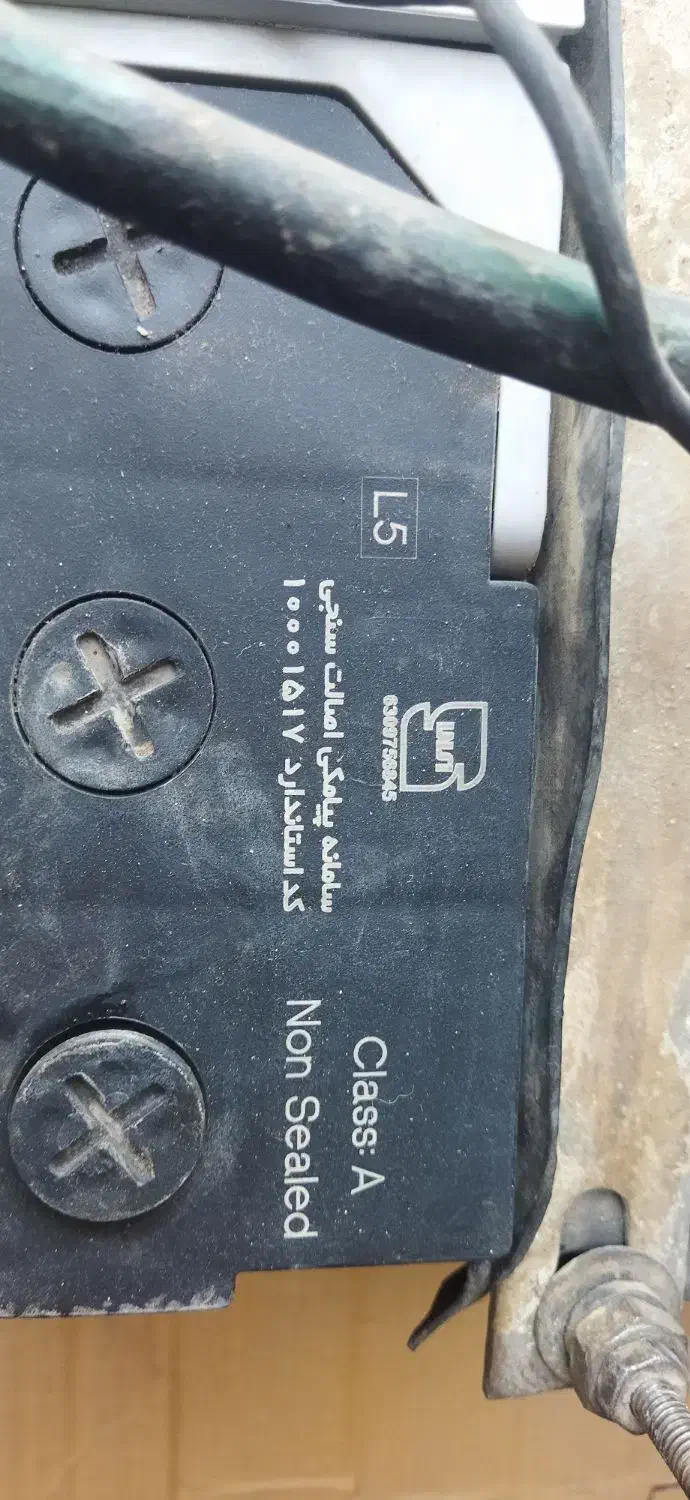 L5
سامانه پیامکی اصالت سنجی
کد استاندارد ۱۰۰۰۱۵۱۷
Class: A
Non Sealed